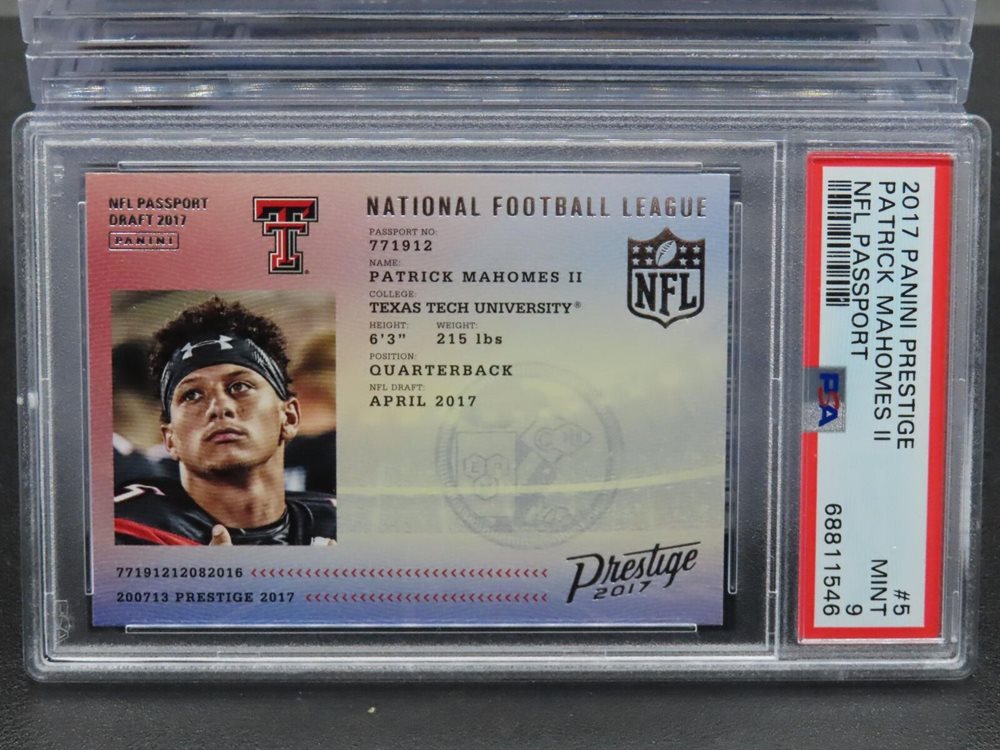 NFL PASSPORT
DRAFT 2017
PANINI
T
NATIONAL FOOTBALL LEAGUE
PASSPORT NO:
771912
NAME:
PATRICK MAHOMES II
COLLEGE:
TEXAS TECH UNIVERSITY®
HEIGHT: WEIGHT:
6'3" 215 lbs
POSITION:
QUARTERBACK
NFL DRAFT:
APRIL 2017
NFL
77191212082016 <<<<<<<<<<<<<<<<<<<<<<<<<<<<<<
200713 PRESTIGE 2017 <<<<<<<<<<<<<<<<<<<<<<<<
Prestige
2017
2017 PANINI PRESTIGE #5
PATRICK MAHOMES II MINT
NFL PASSPORT 9
68811546
PSA